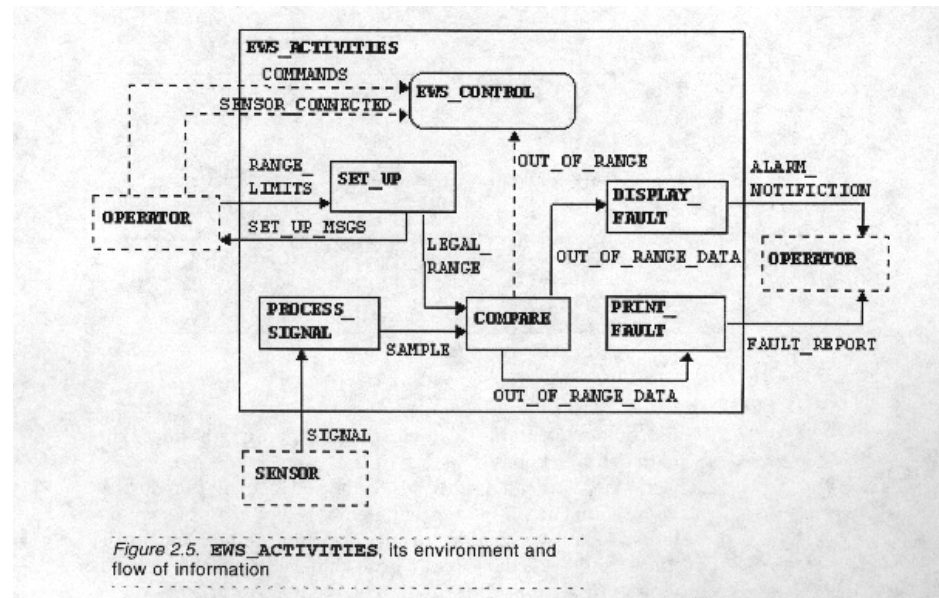 EWS_ACTIVITIES
COMMANDS
EWS_CONTROL
SENSOR_CONNECTED
OUT_OF_RANGE
RANGE_
LIMITS
SET_UP
ALARM_
NOTIFICTION
DISPLAY_
FAULT
OPERATOR
SET_UP_MSGS
LEGAL_
RANGE
OUT_OF_RANGE_DATA
OPERATOR
PROCESS_
SIGNAL
COMPARE
PRINT_
FAULT
SAMPLE
FAULT_REPORT
OUT_OF_RANGE_DATA
SIGNAL
SENSOR
Figure 2.5. EWS_ACTIVITIES, its environment and
flow of information